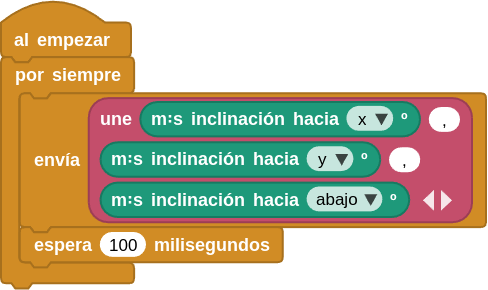 al empezar
por siempre
une m:s inclinación hacia x ▼ º ,
envía m:s inclinación hacia y ▼ º ,
m:s inclinación hacia abajo ▼ º
espera 100 milisegundos